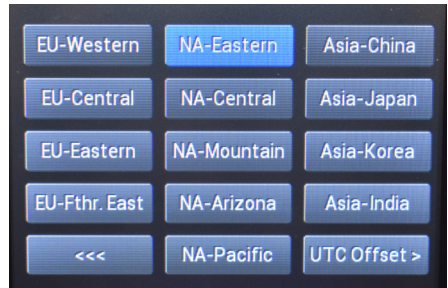 EU-Western NA-Eastern Asia-China
EU-Central NA-Central Asia-Japan
EU-Eastern NA-Mountain Asia-Korea
EU-Fthr. East NA-Arizona Asia-India
<<< NA-Pacific UTC Offset >